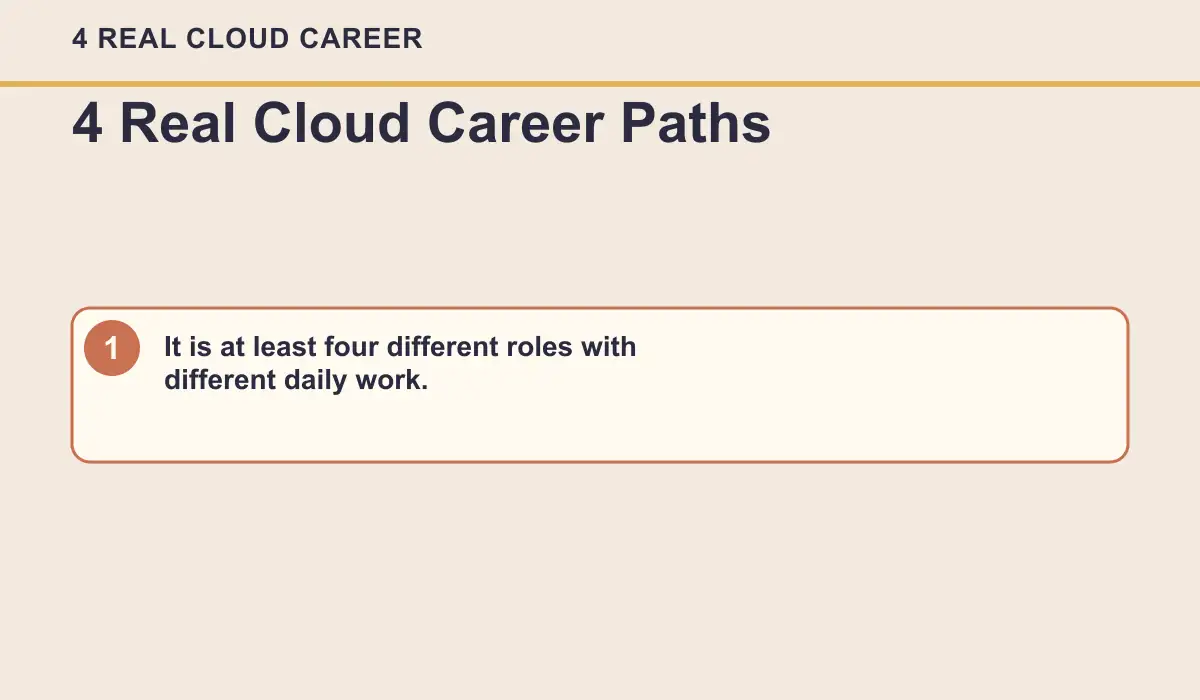 4 REAL CLOUD CAREER
4 Real Cloud Career Paths
1
It is at least four different roles with
different daily work.